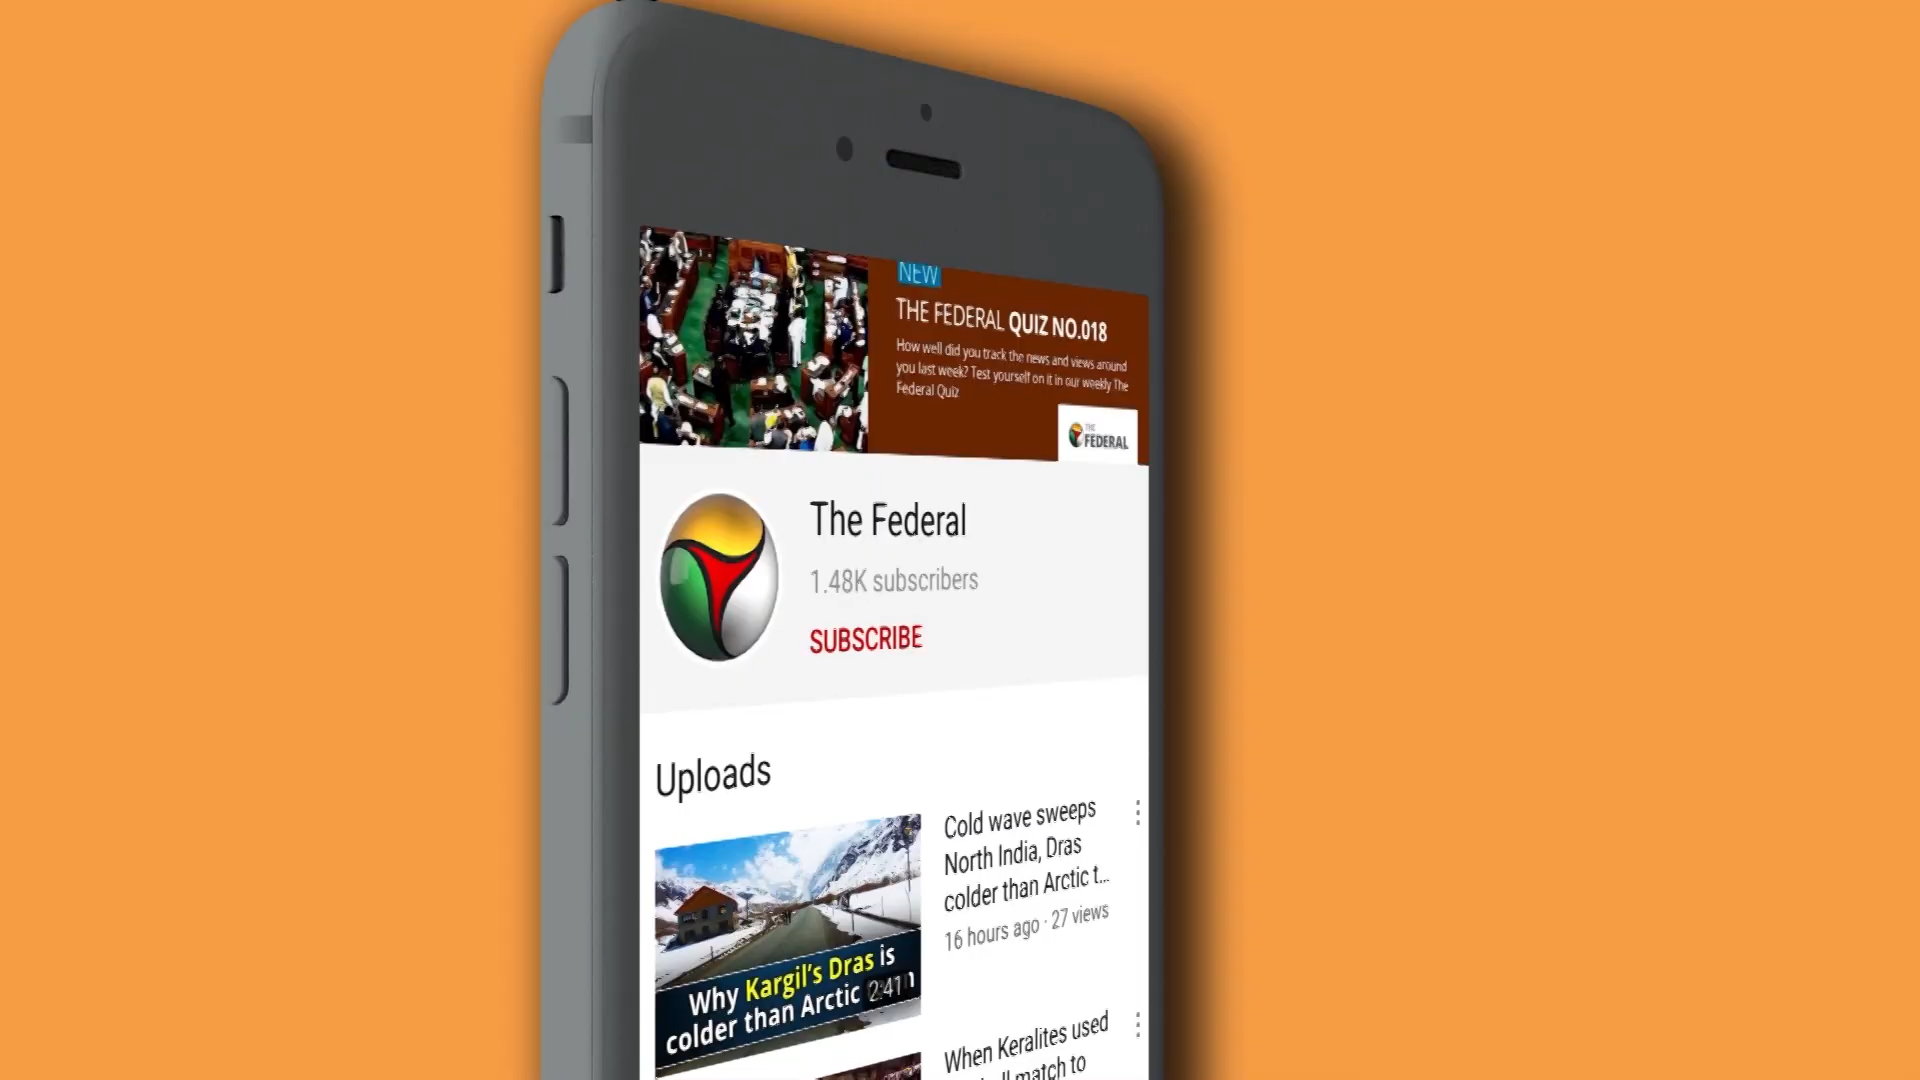 NEW
THE FEDERAL QUIZ NO.018
How well did you track the news and views around
you last week? Test yourself on it in our weekly The
Federal Quiz
THE
FEDERAL
The Federal
1.48K subscribers
SUBSCRIBE
Uploads
Cold wave sweeps
North India, Dras
colder than Arctic t...
16 hours ago · 27 views
Why Kargil's Dras is
colder than Arctic
2:41
When Keralites used
match to